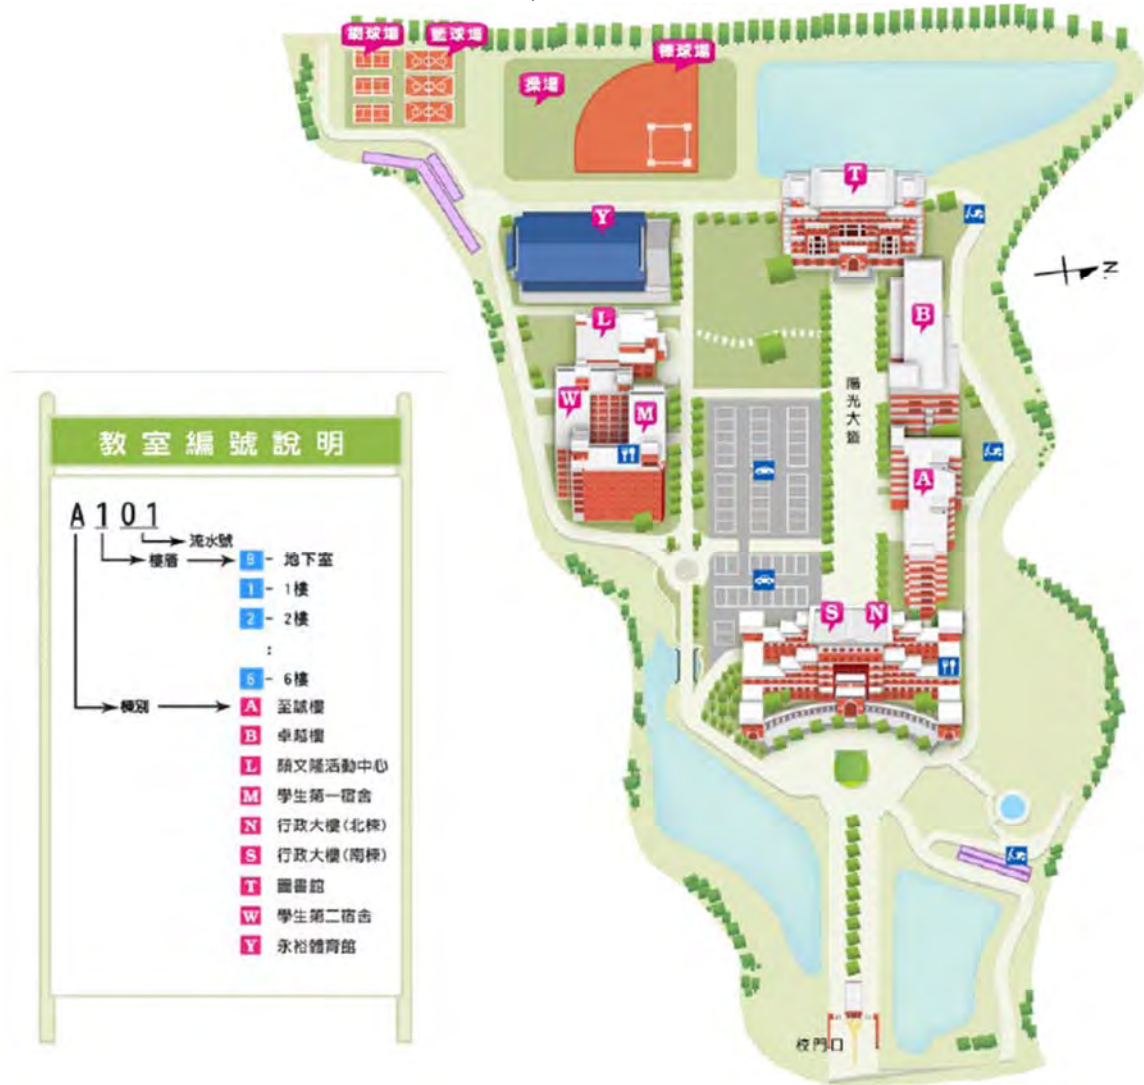 網球場
籃球場
操場
棒球場
T
Y
N
L
B
W
M
陽光大道
A
S
N
校門口
教室編號說明
A 1 0 1
流水號
樓層
B - 地下室
1 - 1樓
2 - 2樓
:
6 - 6樓
棟別
A 至誠樓
B 卓越樓
L 顏文隆活動中心
M 學生第一宿舍
N 行政大樓(北棟)
S 行政大樓(南棟)
T 圖書館
W 學生第二宿舍
Y 永裕體育館